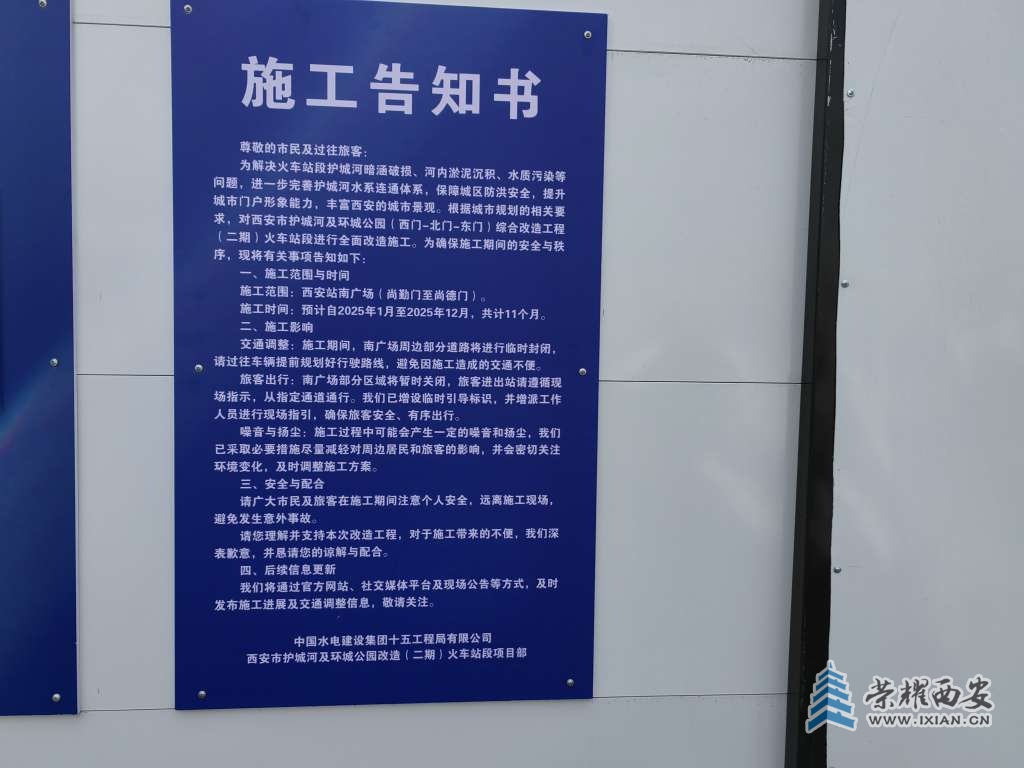 施工告知书
尊敬的市民及过往旅客：
为解决火车站段护城河暗涵破损、河内淤泥沉积、水质污染等
问题，进一步完善护城河水系连通体系，保障城区防洪安全，提升
城市门户形象能力，丰富西安的城市景观。根据城市规划的相关要
求，对西安市护城河及环城公园（西门-北门-东门）综合改造工程
（二期）火车站段进行全面改造施工。为确保施工期间的安全与秩
序，现将有关事项告知如下：
一、施工范围与时间
施工范围：西安站南广场（尚勤门至尚德门）。
施工时间：预计自2025年1月至2025年12月，共计11个月。
二、施工影响
交通调整：施工期间，南广场周边部分道路将进行临时封闭，
请过往车辆提前规划好行驶路线，避免因施工造成的交通不便。
旅客出行：南广场部分区域将暂时关闭，旅客进出站请遵循现
场指示，从指定通道通行。我们已增设临时引导标识，并增派工作
人员进行现场指引，确保旅客安全、有序出行。
噪音与扬尘：施工过程中可能会产生一定的噪音和扬尘，我们
已采取必要措施尽量减轻对周边居民和旅客的影响，并会密切关注
环境变化，及时调整施工方案。
三、安全与配合
请广大市民及旅客在施工期间注意个人安全，远离施工现场，
避免发生意外事故。
请您理解并支持本次改造工程，对于施工带来的不便，我们深
表歉意，并恳请您的谅解与配合。
四、后续信息更新
我们将通过官方网站、社交媒体平台及现场公告等方式，及时
发布施工进展及交通调整信息，敬请关注。
中国水电建设集团十五工程局有限公司
西安市护城河及环城公园改造（二期）火车站段项目部
荣耀西安
WWW.IXIAN.CN